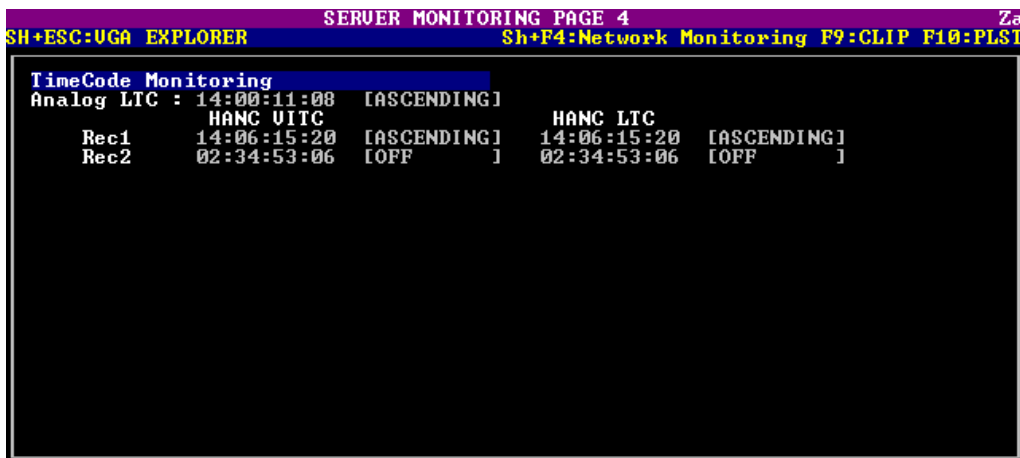 SERVER MONITORING PAGE 4 Za
SH+ESC:VGA EXPLORER Sh+F4:Network Monitoring F9:CLIP F10:PLST
TimeCode Monitoring
Analog LTC : 14:00:11:08 [ASCENDING]
HANC VITC HANC LTC
Rec1 14:06:15:20 [ASCENDING] 14:06:15:20 [ASCENDING]
Rec2 02:34:53:06 [OFF ] 02:34:53:06 [OFF ]